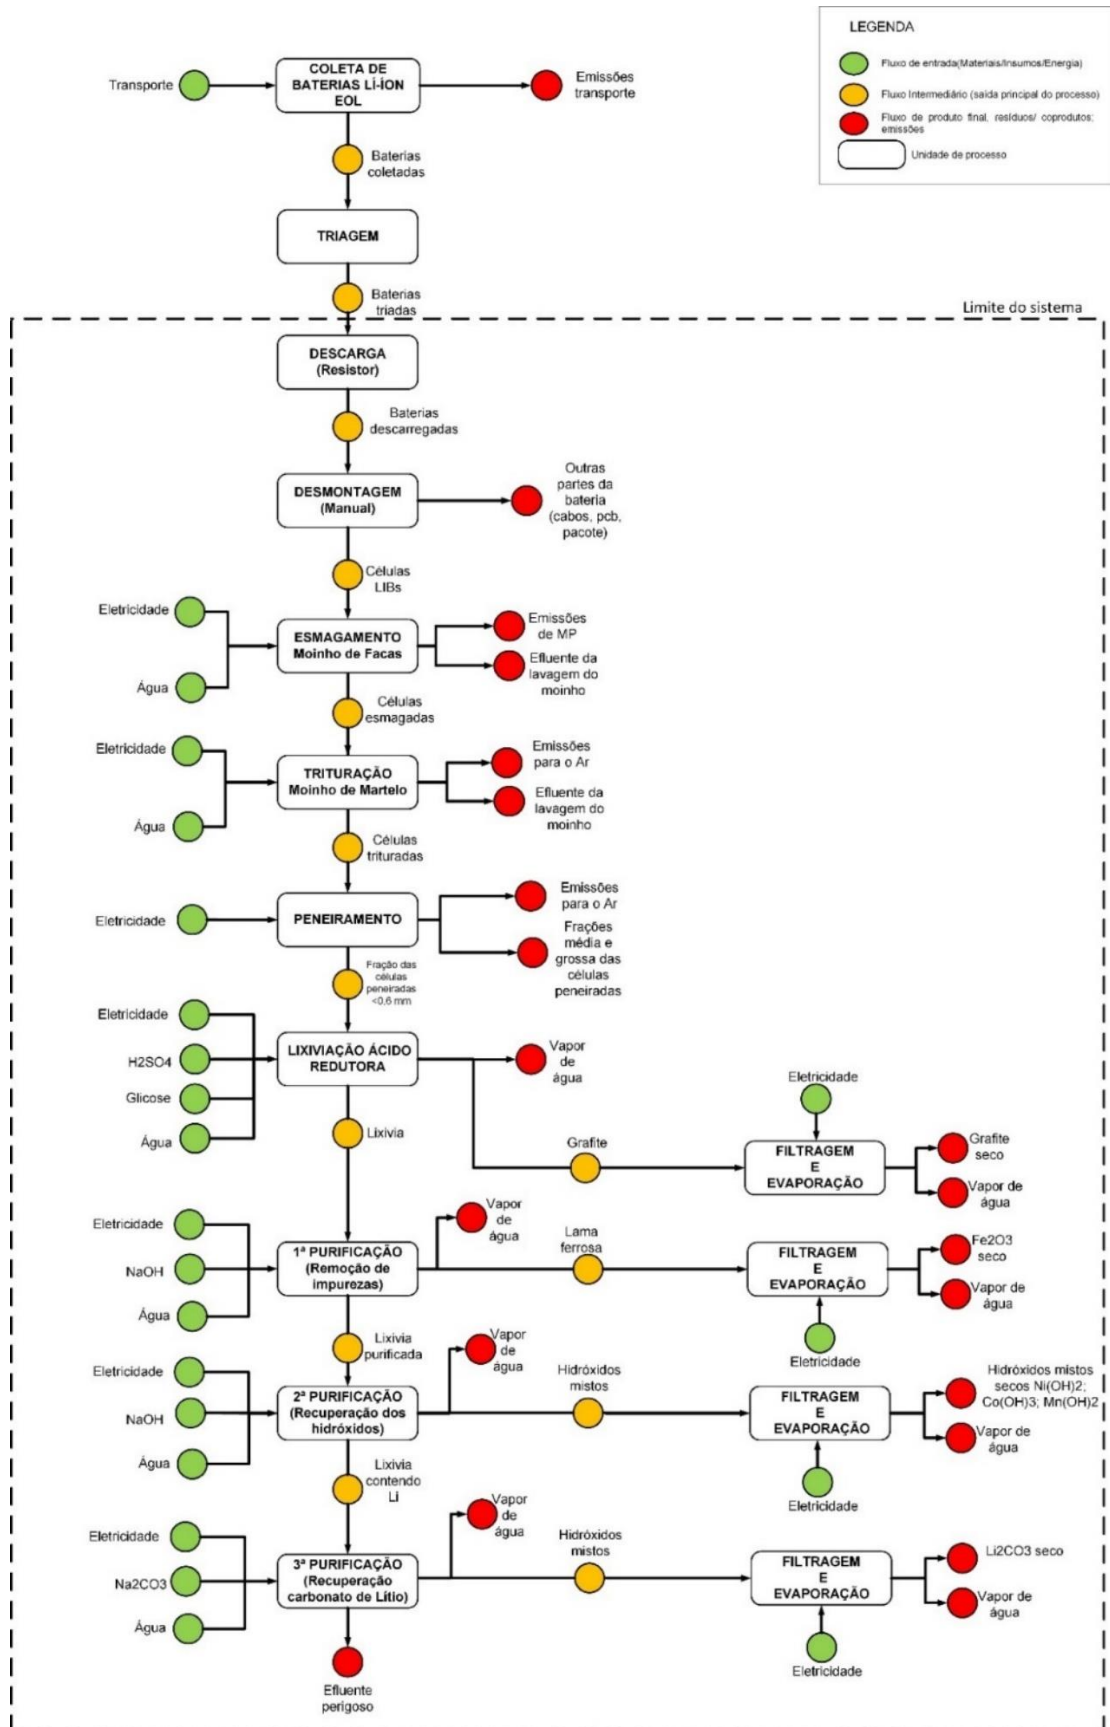 LEGENDA
Fluxo de entrada(Materiais/Insumos/Energia)
Fluxo Intermediário (saída principal do processo)
Fluxo de produto final, resíduos/ coprodutos;
emissões
Unidade de processo
Transporte
COLETA DE
BATERIAS LÍ-ÍON
EOL
Emissões
transporte
Baterias
coletadas
TRIAGEM
Baterias
triadas
Limite do sistema
DESCARGA
(Resistor)
Baterias
descarregadas
DESMONTAGEM
(Manual)
Outras
partes da
bateria
(cabos, pcb,
pacote)
Células
LIBs
Eletricidade
Água
ESMAGAMENTO
Moinho de Facas
Emissões
de MP
Efluente da
lavagem do
moinho
Células
esmagadas
Eletricidade
Água
TRITURAÇÃO
Moinho de Martelo
Emissões
para o Ar
Efluente da
lavagem do
moinho
Células
trituradas
Eletricidade
PENEIRAMENTO
Emissões
para o Ar
Frações
média e
grossa das
células
peneiradas
Fração das
células
peneiradas
<0,6 mm
Eletricidade
H2SO4
Glicose
Água
LIXIVIAÇÃO ÁCIDO
REDUTORA
Vapor
de
água
Lixivia
Grafite
Eletricidade
FILTRAGEM
E
EVAPORAÇÃO
Grafite
seco
Vapor de
água
Eletricidade
NaOH
Água
1ª PURIFICAÇÃO
(Remoção de
impurezas)
Vapor
de
água
Lama
ferrosa
FILTRAGEM
E
EVAPORAÇÃO
Eletricidade
Fe2O3
seco
Vapor de
água
Lixivia
purificada
Eletricidade
NaOH
Água
2ª PURIFICAÇÃO
(Recuperação dos
hidróxidos)
Vapor
de
água
Hidróxidos
mistos
FILTRAGEM
E
EVAPORAÇÃO
Eletricidade
Hidróxidos mistos
secos Ni(OH)2;
Co(OH)3; Mn(OH)2
Vapor de
água
Lixivia
contendo
Li
Eletricidade
Na2CO3
Água
3ª PURIFICAÇÃO
(Recuperação
carbonato de Lítio)
Vapor
de
água
Hidróxidos
mistos
FILTRAGEM
E
EVAPORAÇÃO
Eletricidade
Li2CO3 seco
Vapor de
água
Efluente
perigoso